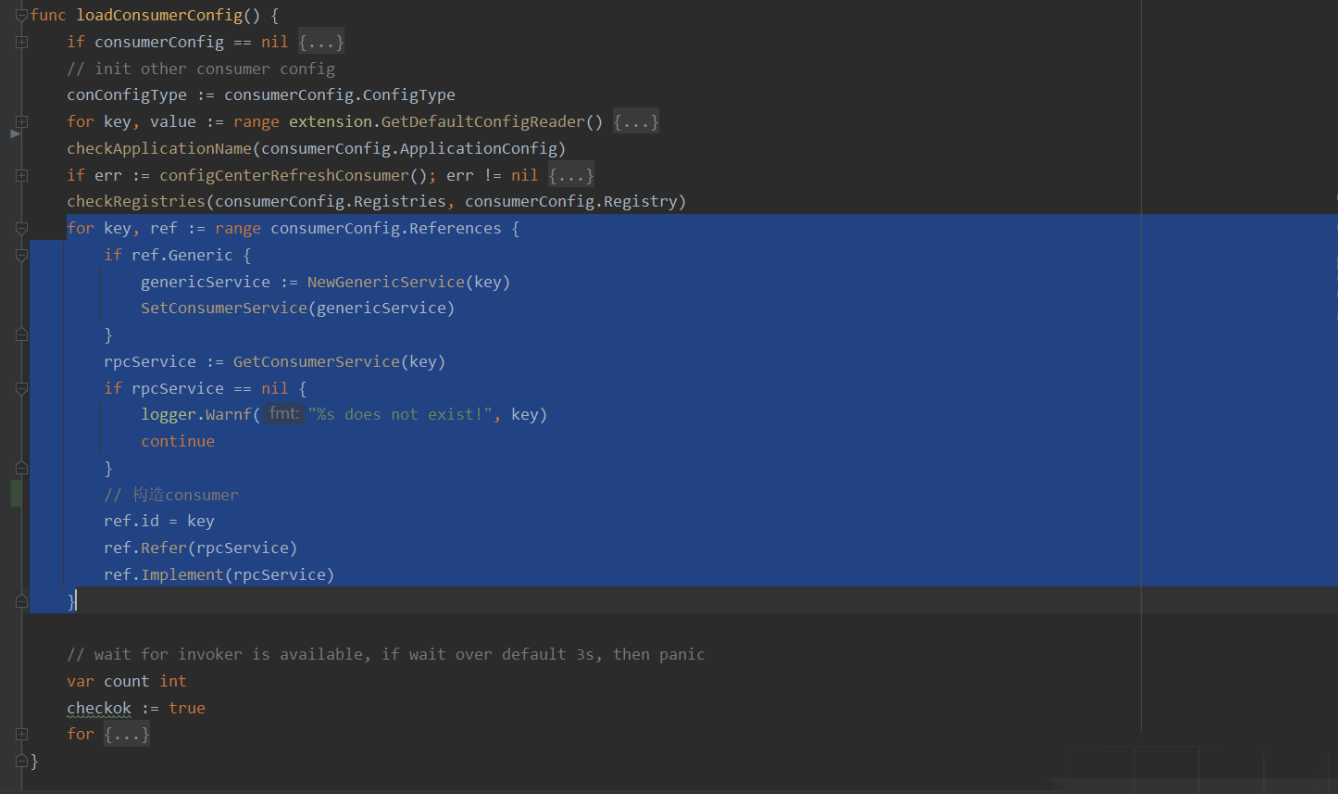 func loadConsumerConfig() {
if consumerConfig == nil {...}
// init other consumer config
conConfigType := consumerConfig.ConfigType
for key, value := range extension.GetDefaultConfigReader() {...}
checkApplicationName(consumerConfig.ApplicationConfig)
if err := configCenterRefreshConsumer(); err != nil {...}
checkRegistries(consumerConfig.Registries, consumerConfig.Registry)
for key, ref := range consumerConfig.References {
if ref.Generic {
genericService := NewGenericService(key)
SetConsumerService(genericService)
}
rpcService := GetConsumerService(key)
if rpcService == nil {
logger.Warnf( fmt: "%s does not exist!", key)
continue
}
// 构造consumer
ref.id = key
ref.Refer(rpcService)
ref.Implement(rpcService)
}
// wait for invoker is available, if wait over default 3s, then panic
var count int
checkok := true
for {...}
}